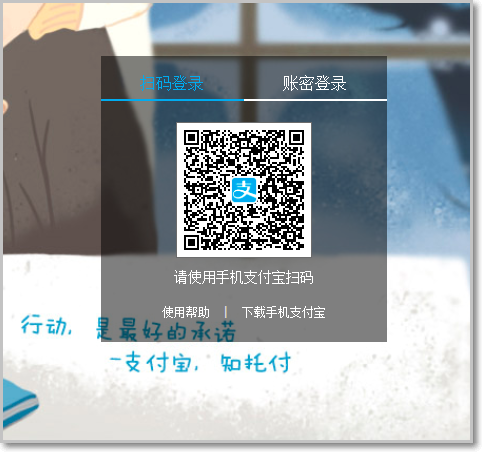 扫码登录 账密登录
支
请使用手机支付宝扫码
使用帮助 | 下载手机支付宝
行动，是最好的承诺
-支付宝，知托付